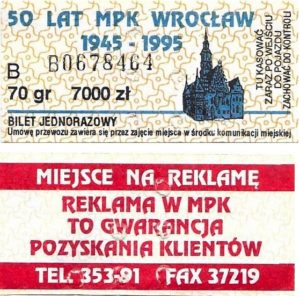 50 LAT MPK WROCŁAW
1945 - 1995
B
B0678464
70 gr 7000 zł
BILET JEDNORAZOWY
Umowę przewozu zawiera się przez zajęcie miejsca w środku komunikacji miejskiej
TU KASOWAĆ
ZARAZ PO WEJŚCIU
DO POJAZDU
ZACHOWAĆ DO KONTROLI
MIEJSCE NA REKLAMĘ
REKLAMA W MPK
TO GWARANCJA
POZYSKANIA KLIENTÓW
TEL. 353-91 FAX 37219